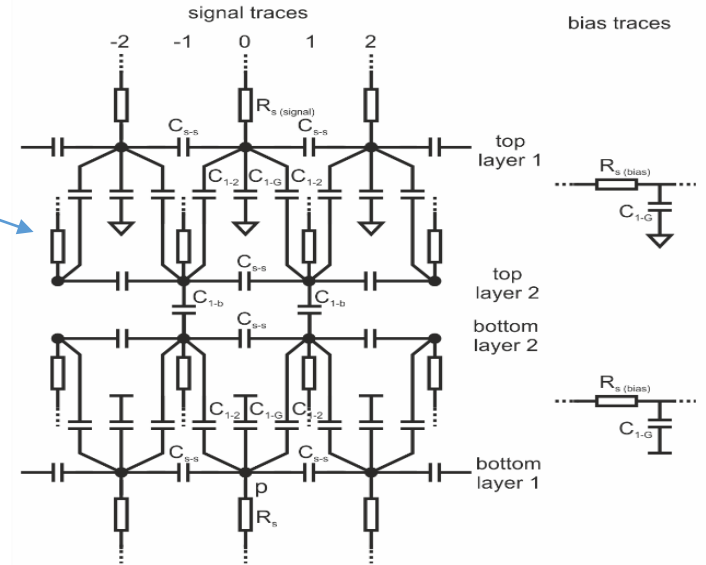 signal traces
bias traces
-2 -1 0 1 2
Rs (signal)
Cs-s Cs-s
top
layer 1
Rs (bias)
C1-2 C1-G C1-2
C1-G
Cs-s
top
layer 2
C1-b C1-b
bottom
layer 2
Cs-s
Rs (bias)
C1-2 C1-G C1-2
C1-G
Cs-s Cs-s
bottom
layer 1
p
Rs